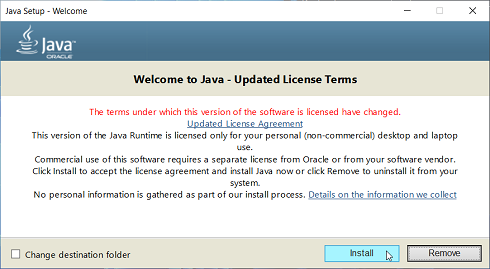 Java Setup - Welcome
Java
ORACLE
Welcome to Java - Updated License Terms
The terms under which this version of the software is licensed have changed.
Updated License Agreement
This version of the Java Runtime is licensed only for your personal (non-commercial) desktop and laptop
use.
Commercial use of this software requires a separate license from Oracle or from your software vendor.
Click Install to accept the license agreement and install Java now or click Remove to uninstall it from your
system.
No personal information is gathered as part of our install process. Details on the information we collect
Change destination folder
Install
Remove